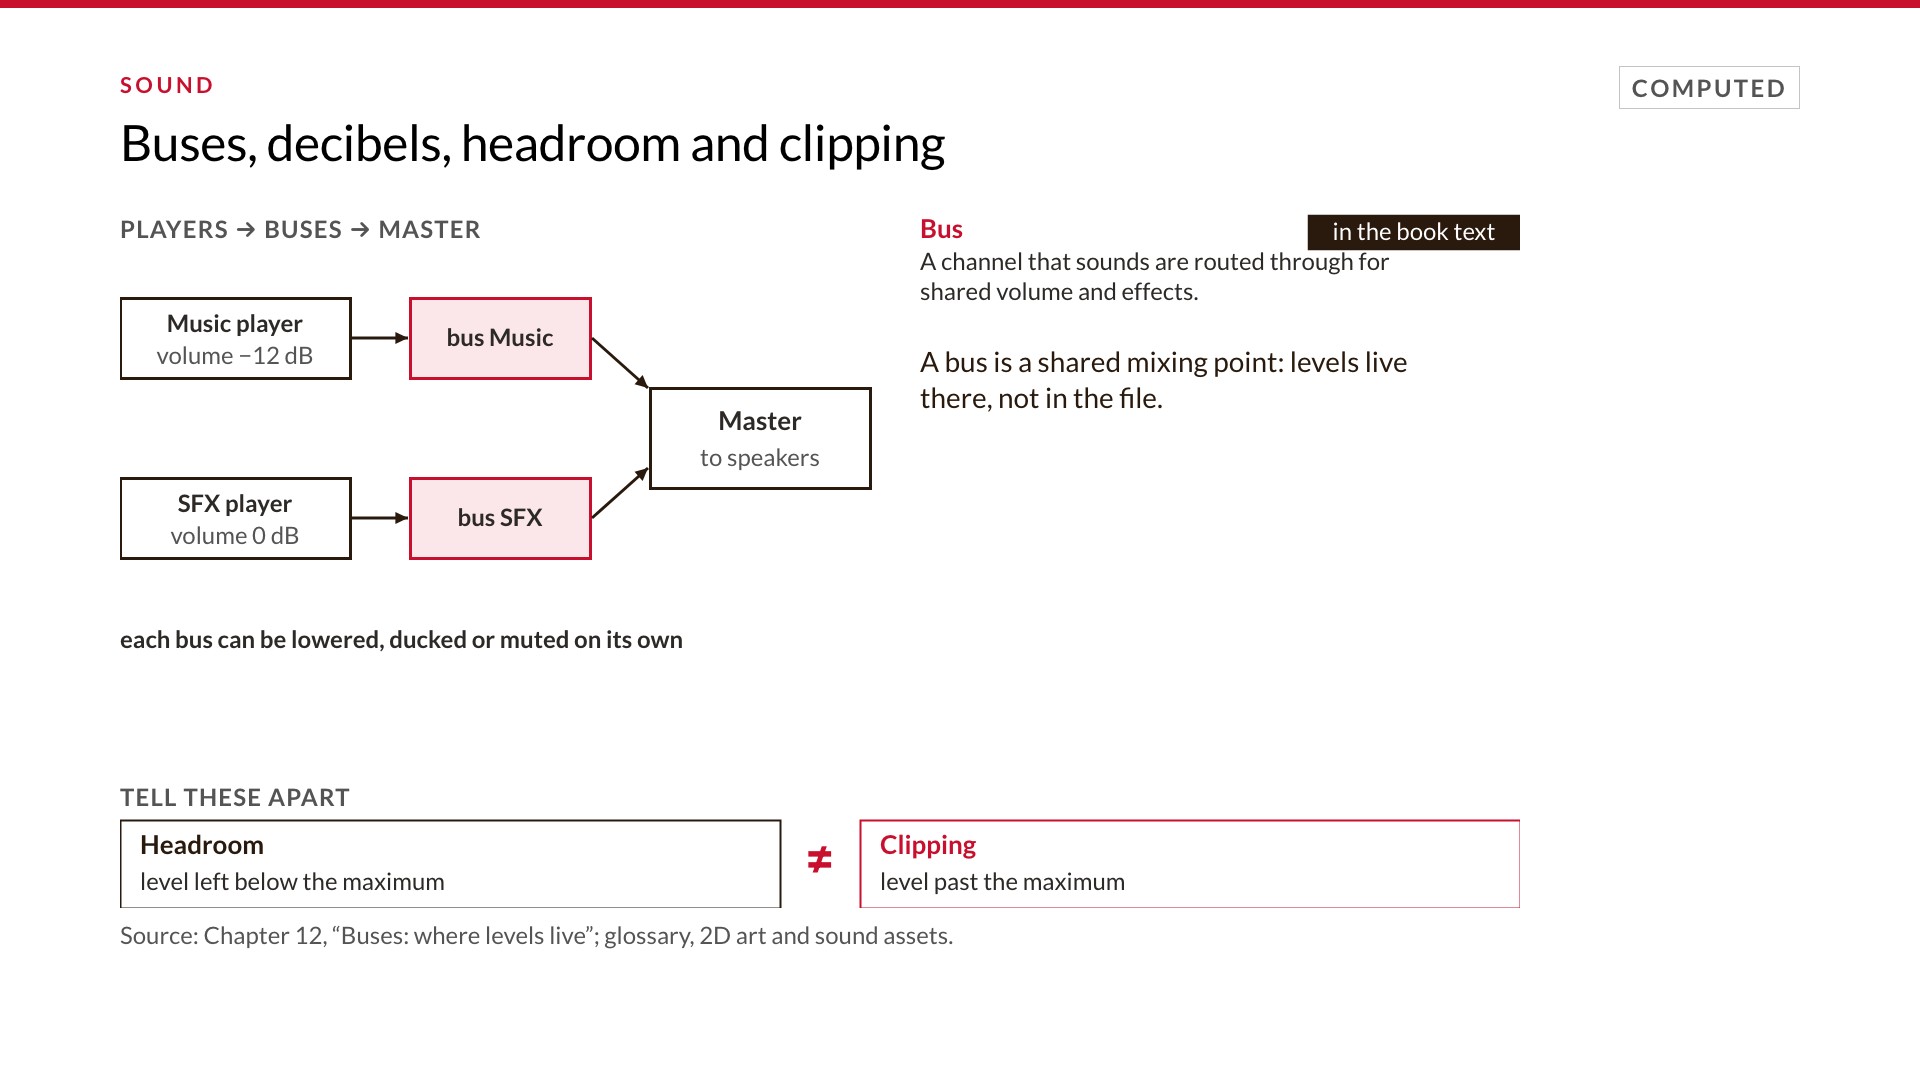 SOUND
COMPUTED
Buses, decibels, headroom and clipping
PLAYERS → BUSES → MASTER
Music player
volume −12 dB
bus Music
Master
to speakers
SFX player
volume 0 dB
bus SFX
each bus can be lowered, ducked or muted on its own
Bus
in the book text
A channel that sounds are routed through for
shared volume and effects.
A bus is a shared mixing point: levels live
there, not in the file.
TELL THESE APART
Headroom
level left below the maximum
≠
Clipping
level past the maximum
Source: Chapter 12, “Buses: where levels live”; glossary, 2D art and sound assets.